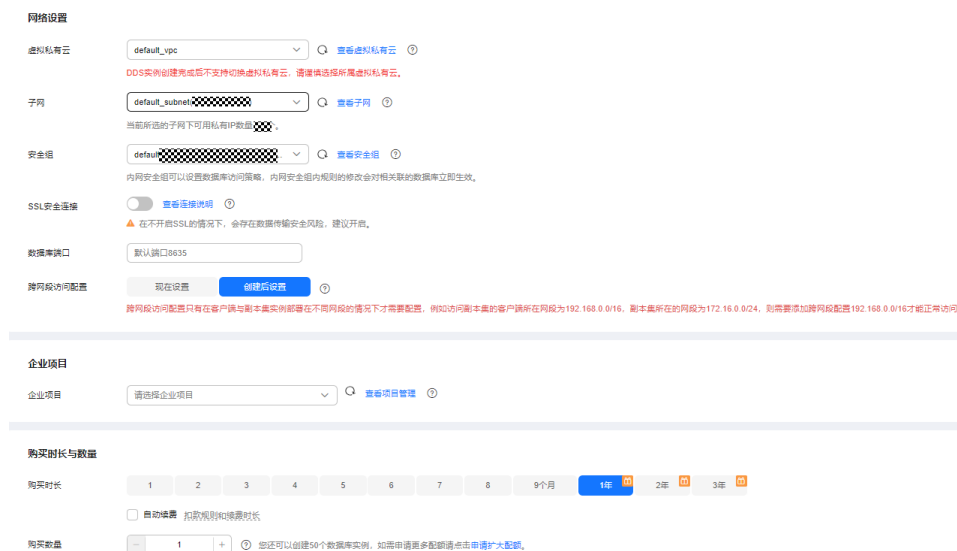 网络设置
虚拟私有云 default_vpc 查看虚拟私有云
DDS实例创建完成后不支持切换虚拟私有云，请谨慎选择所属虚拟私有云。
子网 default_subnet( 查看子网
当前所选的子网下可用私有IP数量
安全组 default 查看安全组
内网安全组可以设置数据库访问策略，内网安全组内规则的修改会对相关联的数据库立即生效。
SSL安全连接 查看连接说明
在不开启SSL的情况下，会存在数据传输安全风险，建议开启。
数据库端口 默认端口8635
跨网段访问配置 现在设置 创建后设置
跨网段访问配置只有在客户端与副本集实例部署在不同网段的情况下才需要配置，例如访问副本集的客户端所在网段为192.168.0.0/16，副本集所在的网段为172.16.0.0/24，则需要添加跨网段配置192.168.0.0/16才能正常访问
企业项目
企业项目 请选择企业项目 查看项目管理
购买时长与数量
购买时长 1 2 3 4 5 6 7 8 9个月 1年 2年 3年
自动续费 扣款规则和续费时长
购买数量 － 1 + 您还可以创建50个数据库实例，如需申请更多配额请点击申请扩大配额。